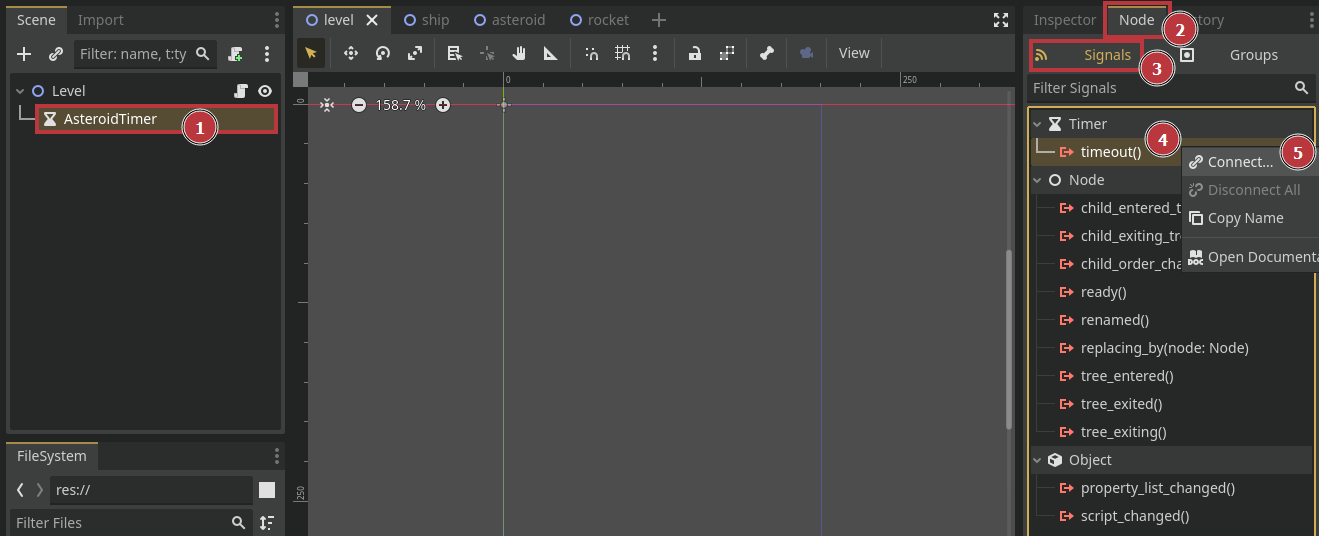 Scene Import
Filter: name, t:ty
Level
AsteroidTimer
1
FileSystem
res://
Filter Files
level ship asteroid rocket
View
0 250
0
158.7 %
250
Inspector Node tory
2
Signals Groups
3
Filter Signals
Timer
timeout()
4
5
Connect...
Disconnect All
Copy Name
DOC Open Documenta
Node
child_entered_t
child_exiting_tr
child_order_cha
ready()
renamed()
replacing_by(node: Node)
tree_entered()
tree_exited()
tree_exiting()
Object
property_list_changed()
script_changed()